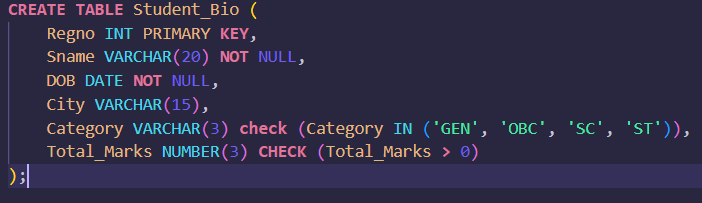 CREATE TABLE Student_Bio (
    Regno INT PRIMARY KEY,
    Sname VARCHAR(20) NOT NULL,
    DOB DATE NOT NULL,
    City VARCHAR(15),
    Category VARCHAR(3) check (Category IN ('GEN', 'OBC', 'SC', 'ST')),
    Total_Marks NUMBER(3) CHECK (Total_Marks > 0)
);